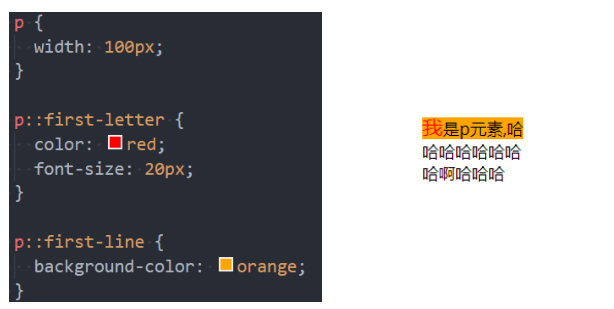 p {
  width: 100px;
}
p::first-letter {
  color: red;
  font-size: 20px;
}
p::first-line {
  background-color: orange;
}
我是p元素,哈
哈哈哈哈哈哈
哈啊哈哈哈